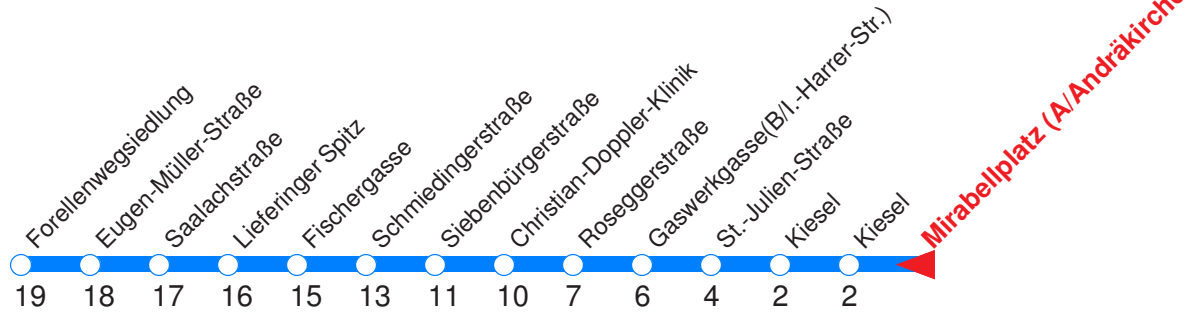 Forellenwegsiedlung
Eugen-Müller-Straße
Saalachstraße
Lieferinger Spitz
Fischergasse
Schmiedingerstraße
Siebenbürgerstraße
Christian-Doppler-Klinik
Roseggerstraße
Gaswerkgasse(B/I.-Harrer-Str.)
St.-Julien-Straße
Kiesel
Kiesel
Mirabellplatz (A/Andräkirche
19 18 17 16 15 13 11 10 7 6 4 2 2